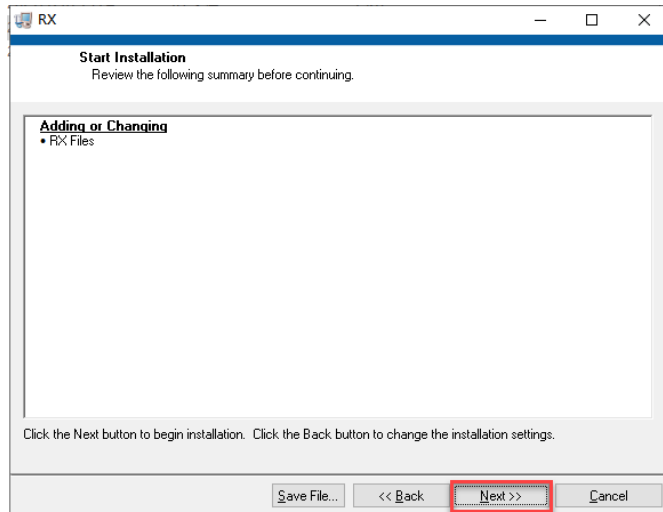 RX
Start Installation
Review the following summary before continuing.
Adding or Changing
• RX Files
Click the Next button to begin installation.  Click the Back button to change the installation settings.
Save File... << Back Next >> Cancel